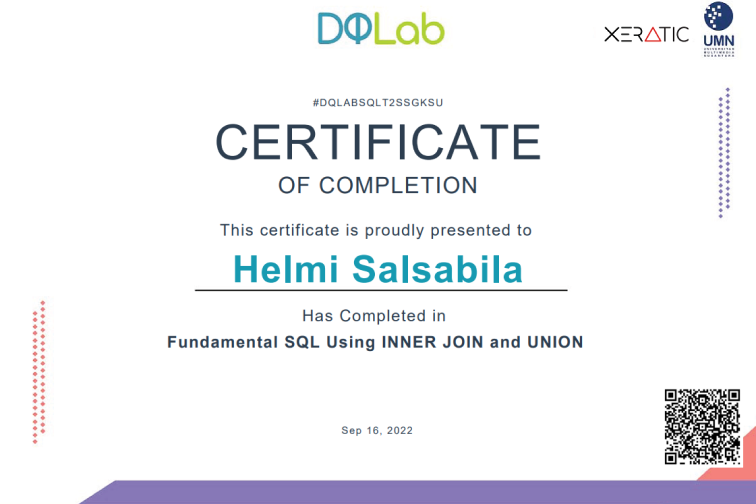 DQLab
XERATIC
UMN
UNIVERSITAS
MULTIMEDIA
NUSANTARA
#DQLABSQLT2SSGKSU
CERTIFICATE
OF COMPLETION
This certificate is proudly presented to
Helmi Salsabila
Has Completed in
Fundamental SQL Using INNER JOIN and UNION
Sep 16, 2022